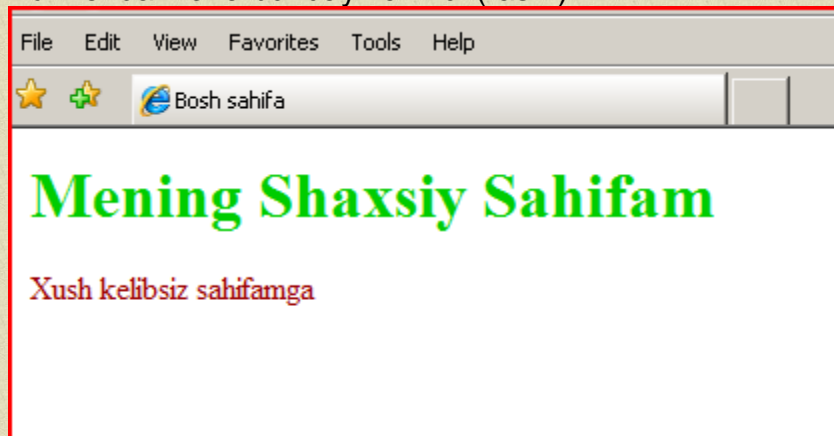 File Edit View Favorites Tools Help
Bosh sahifa
Mening Shaxsiy Sahifam
Xush kelibsiz sahifamga